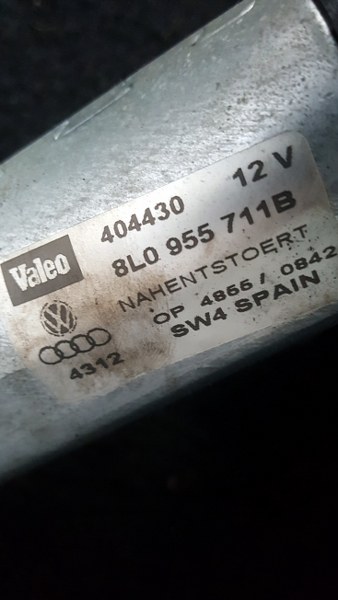 Valeo
404430 12 V
8L0 955 711B
NAHENTSTOERT
OP 4855/ 0842
SW4 SPAIN
4312